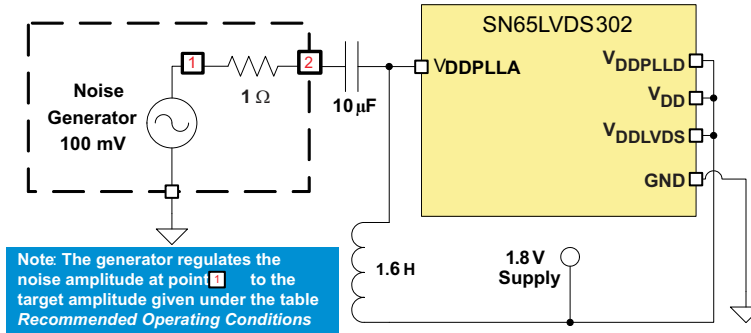 SN65LVDS302
1
2
1 Ω
10 µF
Noise
Generator
100 mV
VDDPLLA
VDDPLLD
VDD
VDDLVDS
GND
1.6 H
1.8 V
Supply
Note: The generator regulates the
noise amplitude at point 1 to the
target amplitude given under the table
Recommended Operating Conditions